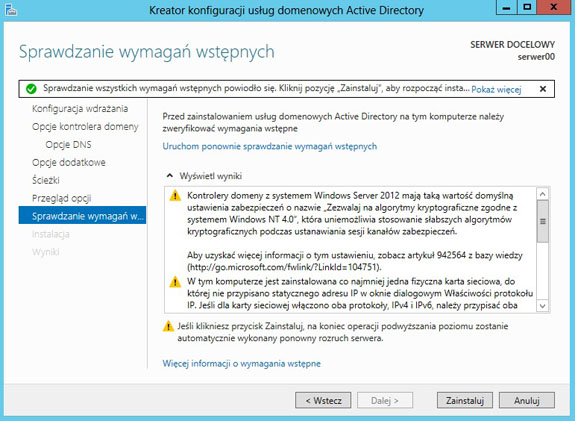 Kreator konfiguracji usług domenowych Active Directory
Sprawdzanie wymagań wstępnych
SERWER DOCELOWY
serwer00
Sprawdzanie wszystkich wymagań wstępnych powiodło się. Kliknij pozycję „Zainstaluj”, aby rozpocząć insta...
Pokaż więcej
Konfiguracja wdrażania
Opcje kontrolera domeny
Opcje DNS
Opcje dodatkowe
Ścieżki
Przegląd opcji
Sprawdzanie wymagań w...
Instalacja
Wyniki
Przed zainstalowaniem usług domenowych Active Directory na tym komputerze należy
zweryfikować wymagania wstępne
Uruchom ponownie sprawdzanie wymagań wstępnych
Wyświetl wyniki
Kontrolery domeny z systemem Windows Server 2012 mają taką wartość domyślną
ustawienia zabezpieczeń o nazwie „Zezwalaj na algorytmy kryptograficzne zgodne z
systemem Windows NT 4.0”, która uniemożliwia stosowanie słabszych algorytmów
kryptograficznych podczas ustanawiania sesji kanałów zabezpieczeń.
Aby uzyskać więcej informacji o tym ustawieniu, zobacz artykuł 942564 z bazy wiedzy
(http://go.microsoft.com/fwlink/?LinkId=104751).
W tym komputerze jest zainstalowana co najmniej jedna fizyczna karta sieciowa, do
której nie przypisano statycznego adresu IP w oknie dialogowym Właściwości protokołu
IP. Jeśli dla karty sieciowej włączono oba protokoły, IPv4 i IPv6, należy przypisać oba
Jeśli klikniesz przycisk Zainstaluj, na koniec operacji podwyższania poziomu zostanie
automatycznie wykonany ponowny rozruch serwera.
Więcej informacji o wymagania wstępne
< Wstecz
Dalej >
Zainstaluj
Anuluj